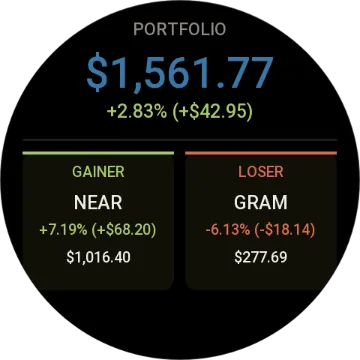 PORTFOLIO
$1,561.77
+2.83% (+$42.95)
GAINER
NEAR
+7.19% (+$68.20)
$1,016.40
LOSER
GRAM
-6.13% (-$18.14)
$277.69